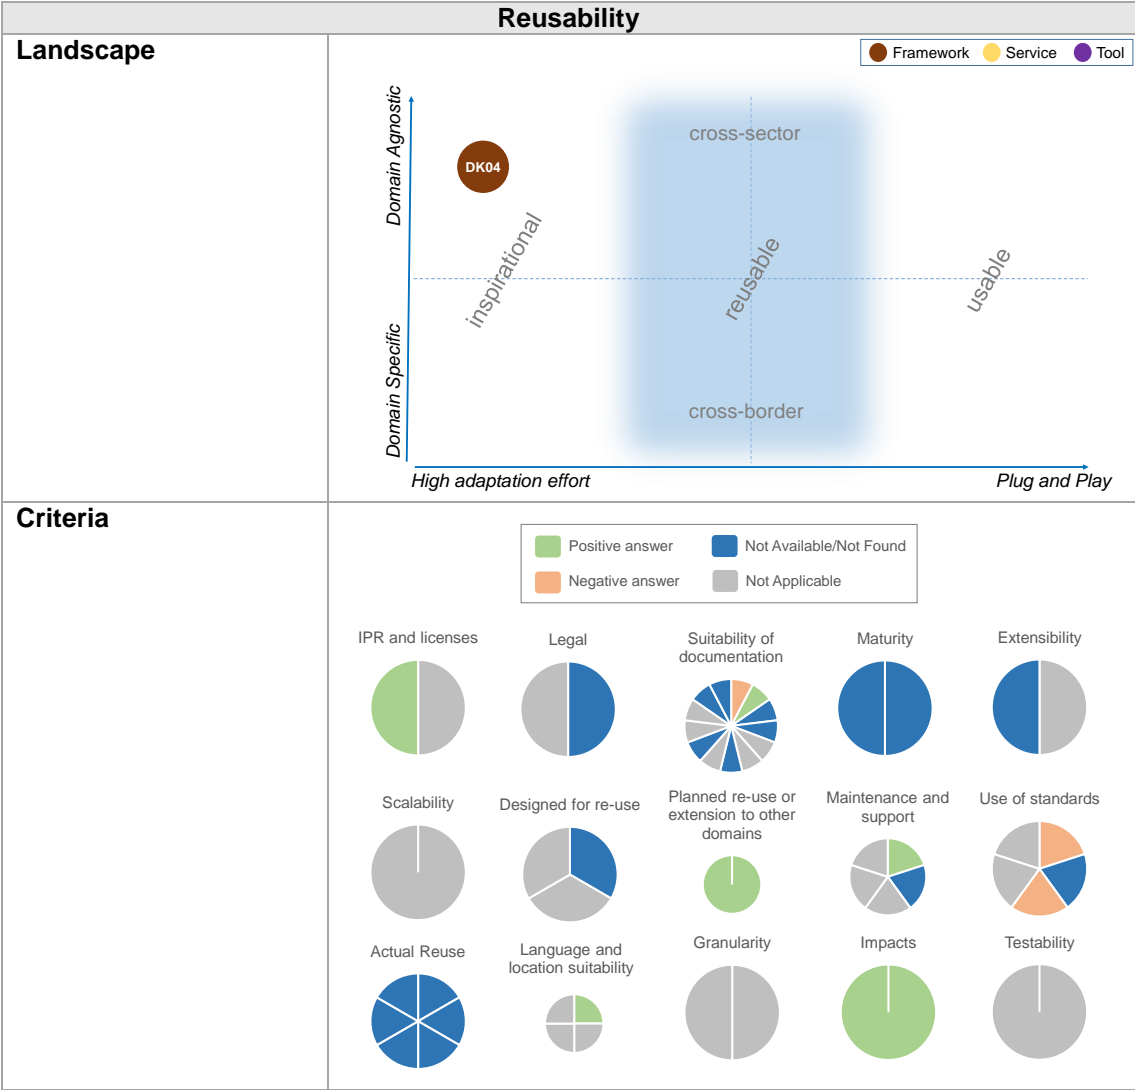 Reusability
Landscape
Framework
Service
Tool
Domain Agnostic
Domain Specific
DK04
cross-sector
inspirational
reusable
usable
cross-border
High adaptation effort
Plug and Play
Criteria
Positive answer
Not Available/Not Found
Negative answer
Not Applicable
IPR and licenses
Legal
Suitability of
documentation
Maturity
Extensibility
Scalability
Designed for re-use
Planned re-use or
extension to other
domains
Maintenance and
support
Use of standards
Actual Reuse
Language and
location suitability
Granularity
Impacts
Testability